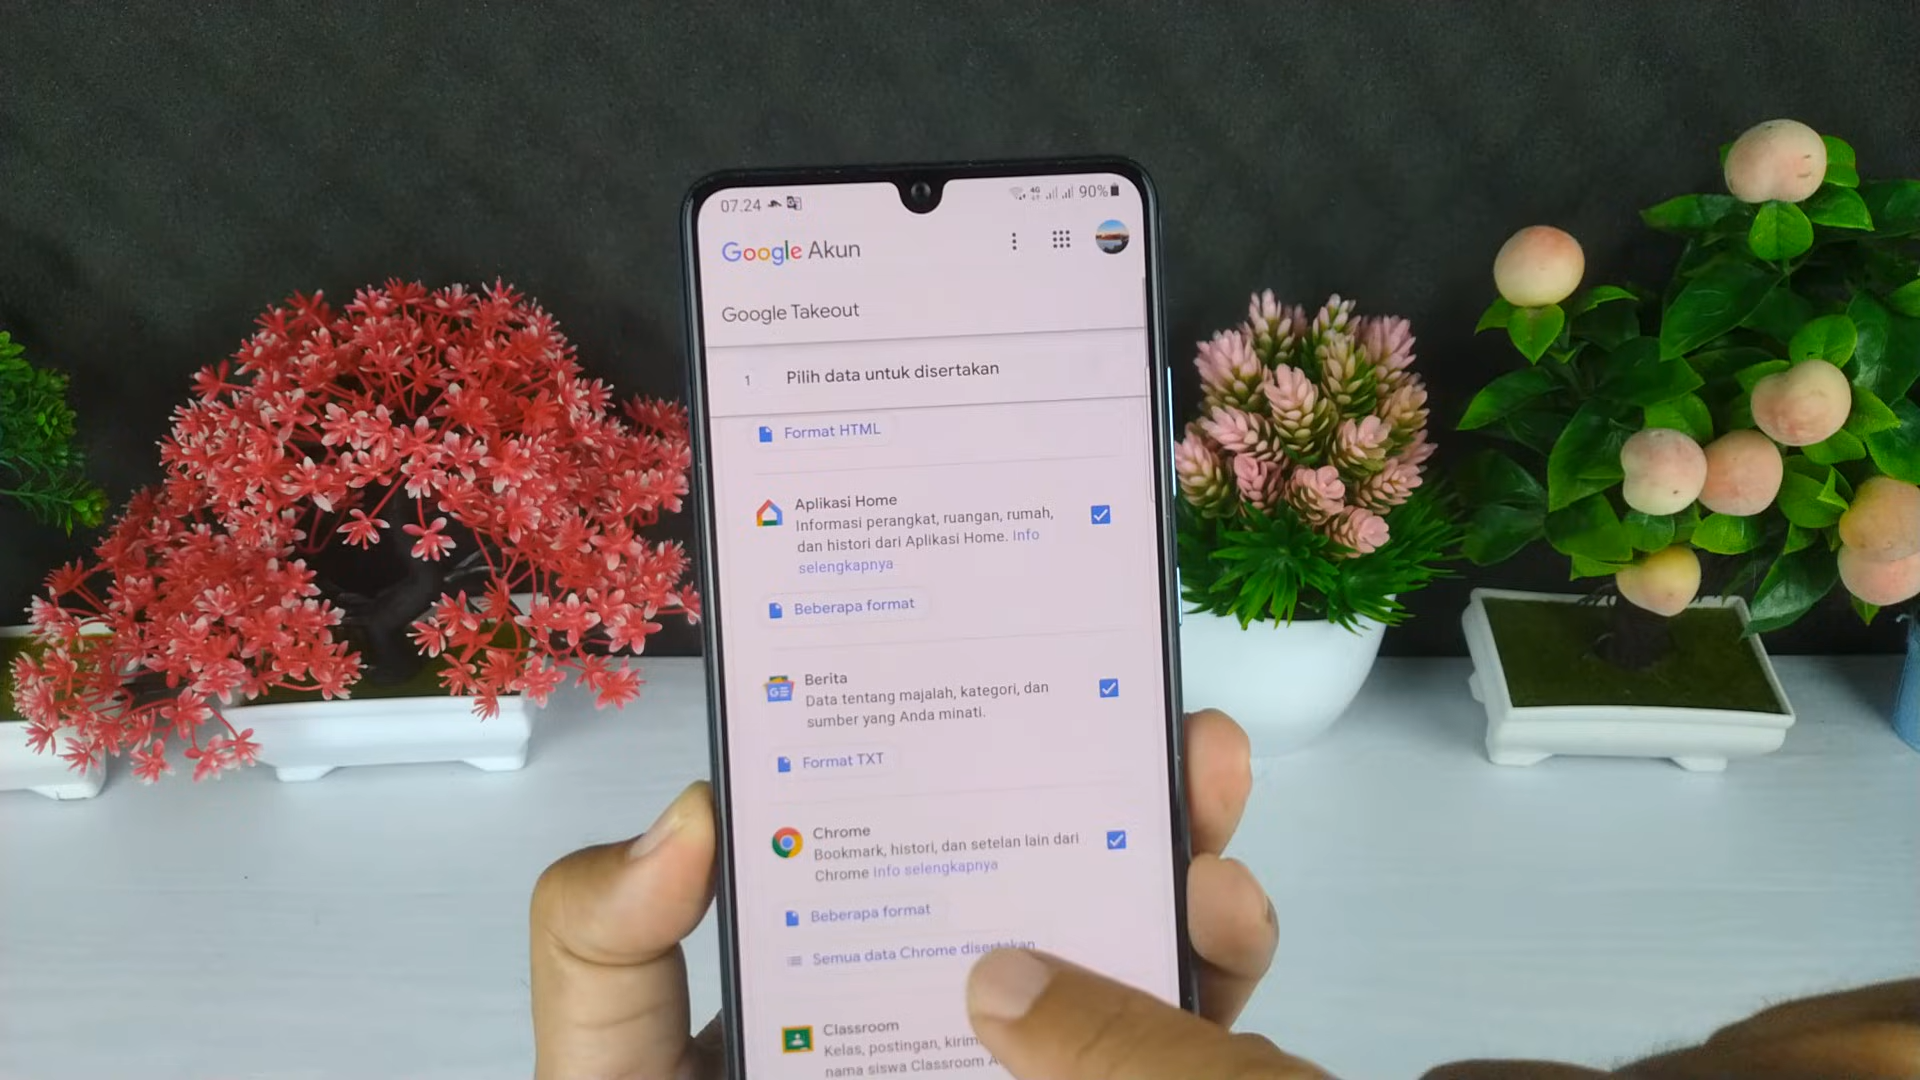 07.24
4G
90%
Google Akun
Google Takeout
1 Pilih data untuk disertakan
Format HTML
Aplikasi Home
Informasi perangkat, ruangan, rumah,
dan histori dari Aplikasi Home. Info
selengkapnya
Beberapa format
Berita
Data tentang majalah, kategori, dan
sumber yang Anda minati.
Format TXT
Chrome
Bookmark, histori, dan setelan lain dari
Chrome Info selengkapnya
Beberapa format
Semua data Chrome disertakan
Classroom
Kelas, postingan,
nama siswa Classroom